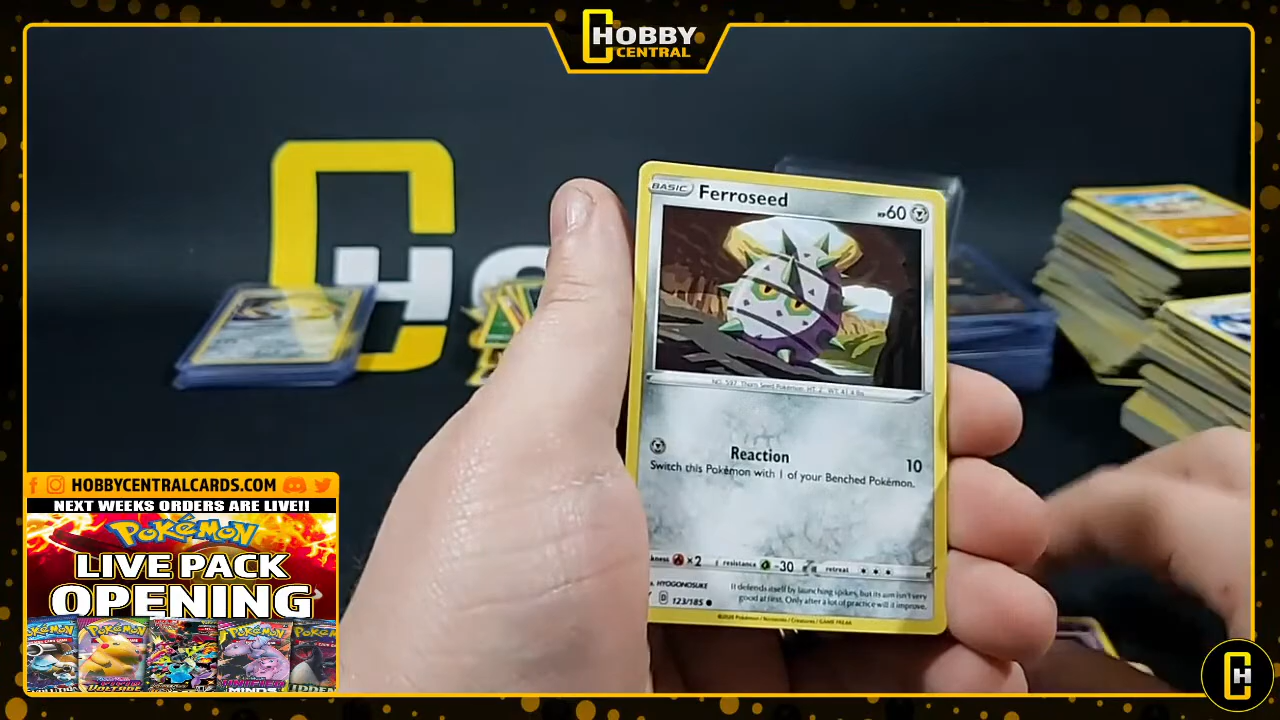 HOBBY
CENTRAL
BASIC Ferroseed HP60
NO. 597 Thorn Seed Pokémon HT: 2' WT: 41.4 lbs
Reaction 10
Switch this Pokémon with 1 of your Benched Pokémon.
kness ×2 resistance -30 retreat
HYOGONOSUKE
D 123/185
It defends itself by launching spikes, but its aim isn't very
good at first. Only after a lot of practice will it improve.
©2020 Pokémon / Nintendo / Creatures / GAME FREAK
HOBBYCENTRALCARDS.COM
NEXT WEEKS ORDERS ARE LIVE!!
POKéMON
LIVE PACK
OPENING
POKéMON
VOLTAGE
MINDS
CH